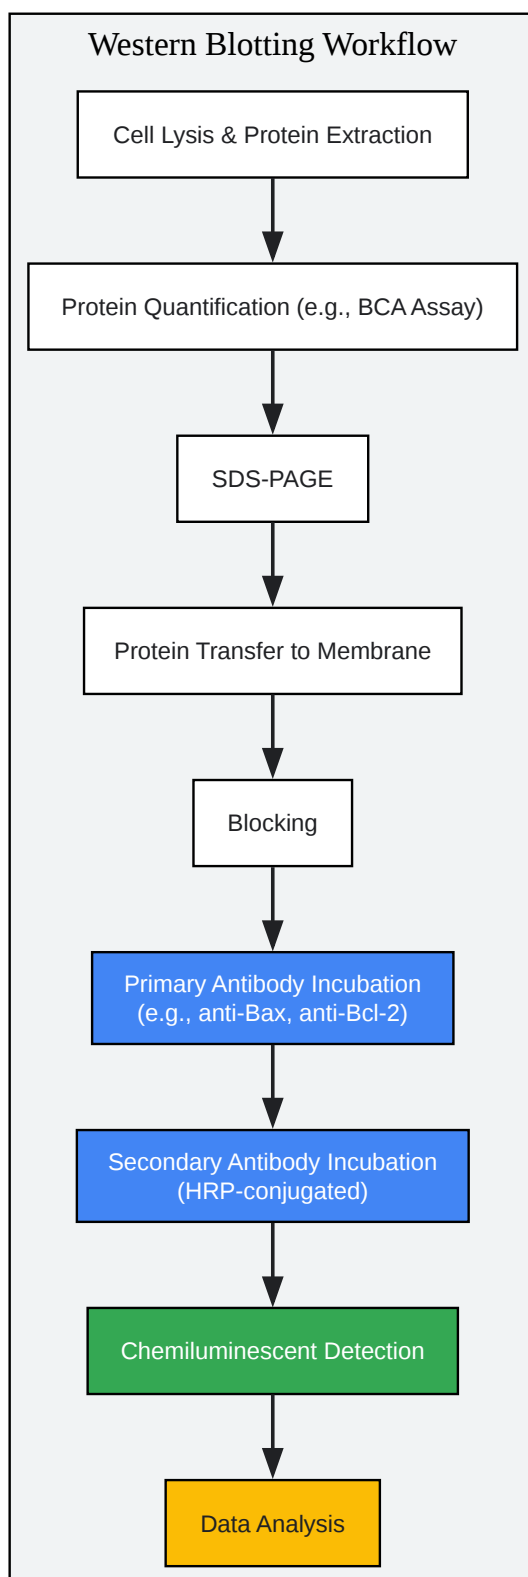 Western Blotting Workflow
Cell Lysis & Protein Extraction
Protein Quantification (e.g., BCA Assay)
SDS-PAGE
Protein Transfer to Membrane
Blocking
Primary Antibody Incubation
(e.g., anti-Bax, anti-Bcl-2)
Secondary Antibody Incubation
(HRP-conjugated)
Chemiluminescent Detection
Data Analysis